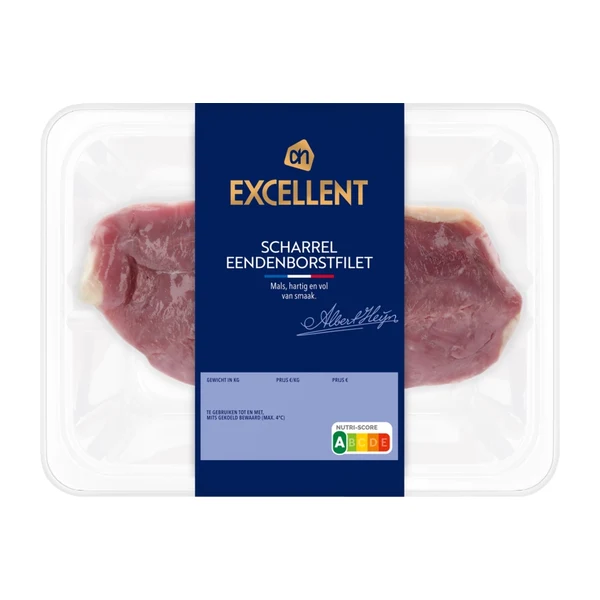 ah
EXCELLENT
SCHARREL
EENDENBORSTFILET
Mals, hartig en vol
van smaak.
Albert Heijn
GEWICHT IN KG. PRIJS €/KG PRIJS €
TE GEBRUIKEN TOT EN MET,
MITS GEKOELD BEWAARD (MAX. 4°C)
NUTRI-SCORE
A B C D E